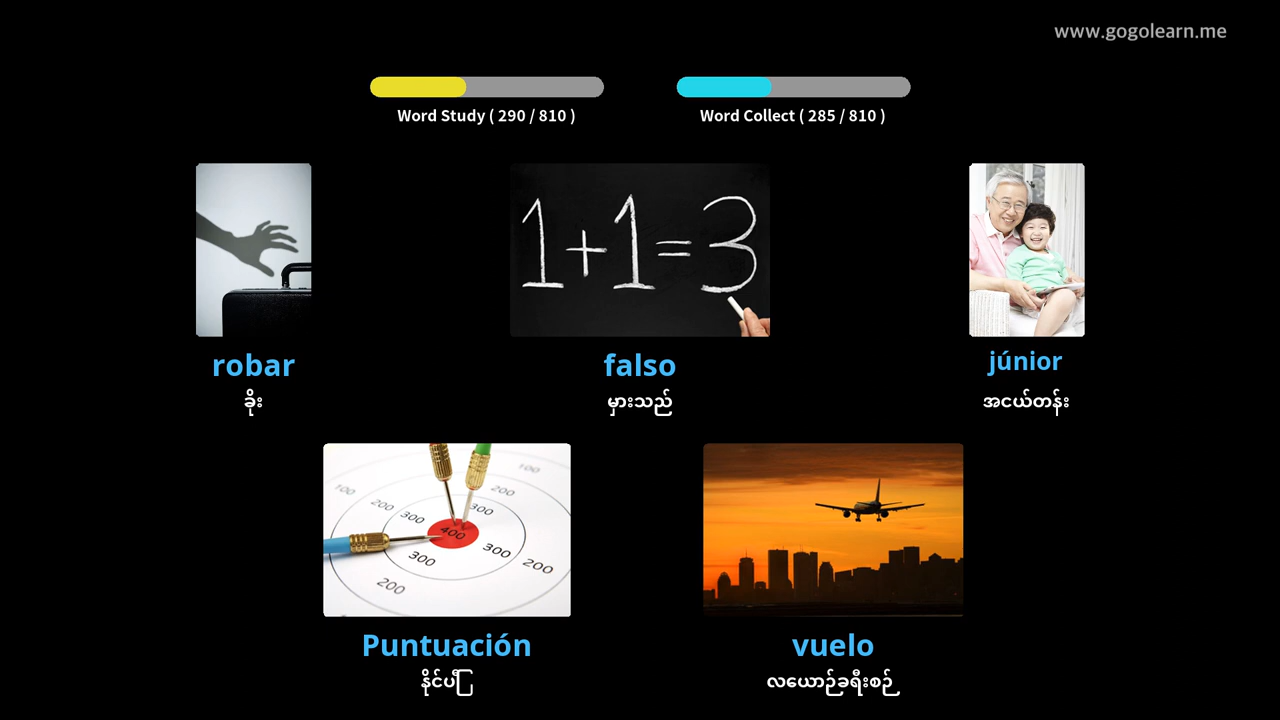 www.gogolearn.me
Word Study ( 290 / 810 )
Word Collect ( 285 / 810 )
1+1=3
robar
ခိုး
falso
မှားသည်
júnior
အငယ်တန်း
100
100
200
200
300
300
400
300
300
200
200
Puntuación
နိုင်ပြီ
vuelo
လယောဉ်ခရီးစဉ်